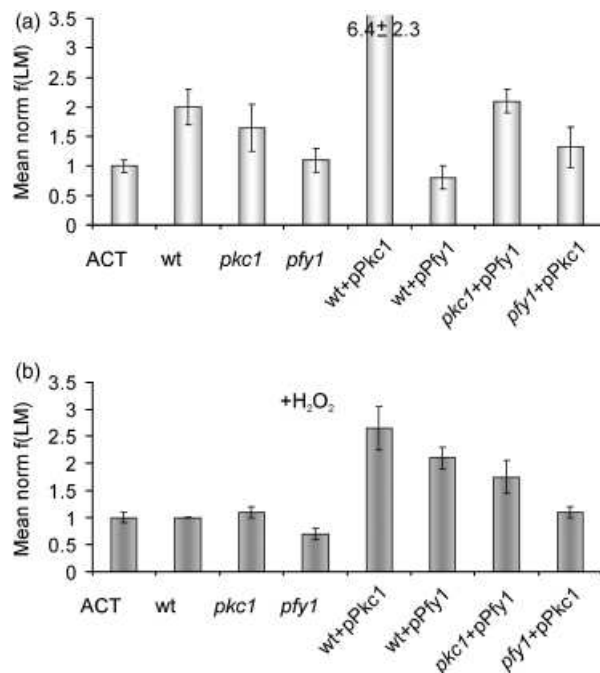 (a)
Mean norm f(LM)
3.5
3
2.5
2
1.5
1
0.5
0
6.4± 2.3
ACT
wt
pkc1
pfy1
wt+pPkc1
wt+pPfy1
pkc1+pPfy1
pfy1+pPkc1
(b)
Mean norm f(LM)
3.5
3
2.5
2
1.5
1
0.5
0
+H₂O₂
ACT
wt
pkc1
pfy1
wt+pPkc1
wt+pPfy1
pkc1+pPfy1
pfy1+pPkc1